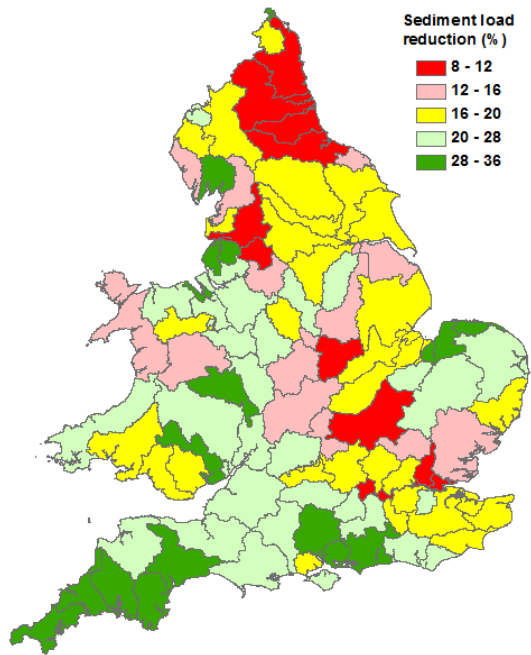 Sediment load
reduction (%)
8 - 12
12 - 16
16 - 20
20 - 28
28 - 36